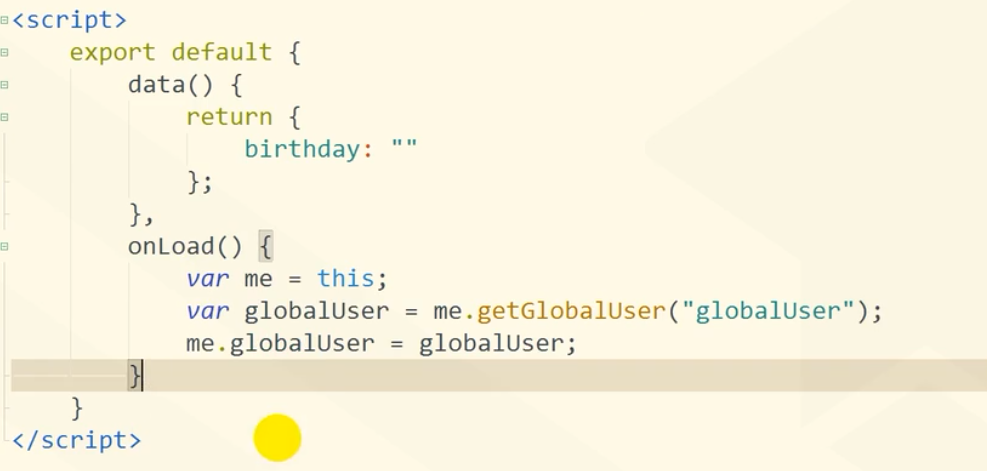 <script>
    export default {
        data() {
            return {
                birthday: ""
            };
        },
        onLoad() {
            var me = this;
            var globalUser = me.getGlobalUser("globalUser");
            me.globalUser = globalUser;
        }
    }
</script>